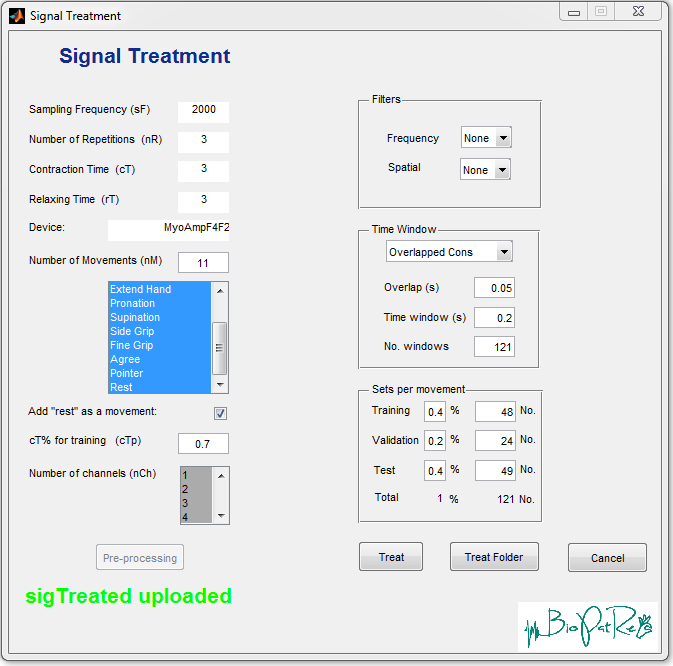 Signal Treatment
Signal Treatment
Sampling Frequency (sF) 2000
Number of Repetitions (nR) 3
Contraction Time (cT) 3
Relaxing Time (rT) 3
Device: MyoAmpF4F2
Number of Movements (nM) 11
Extend Hand
Pronation
Supination
Side Grip
Fine Grip
Agree
Pointer
Rest
Add "rest" as a movement:
cT% for training (cTp) 0.7
Number of channels (nCh) 1
2
3
4
Pre-processing
sigTreated uploaded
Filters
Frequency None
Spatial None
Time Window
Overlapped Cons
Overlap (s) 0.05
Time window (s) 0.2
No. windows 121
Sets per movement
Training 0.4 % 48 No.
Validation 0.2 % 24 No.
Test 0.4 % 49 No.
Total 1 % 121 No.
Treat Treat Folder Cancel
BioPatRec